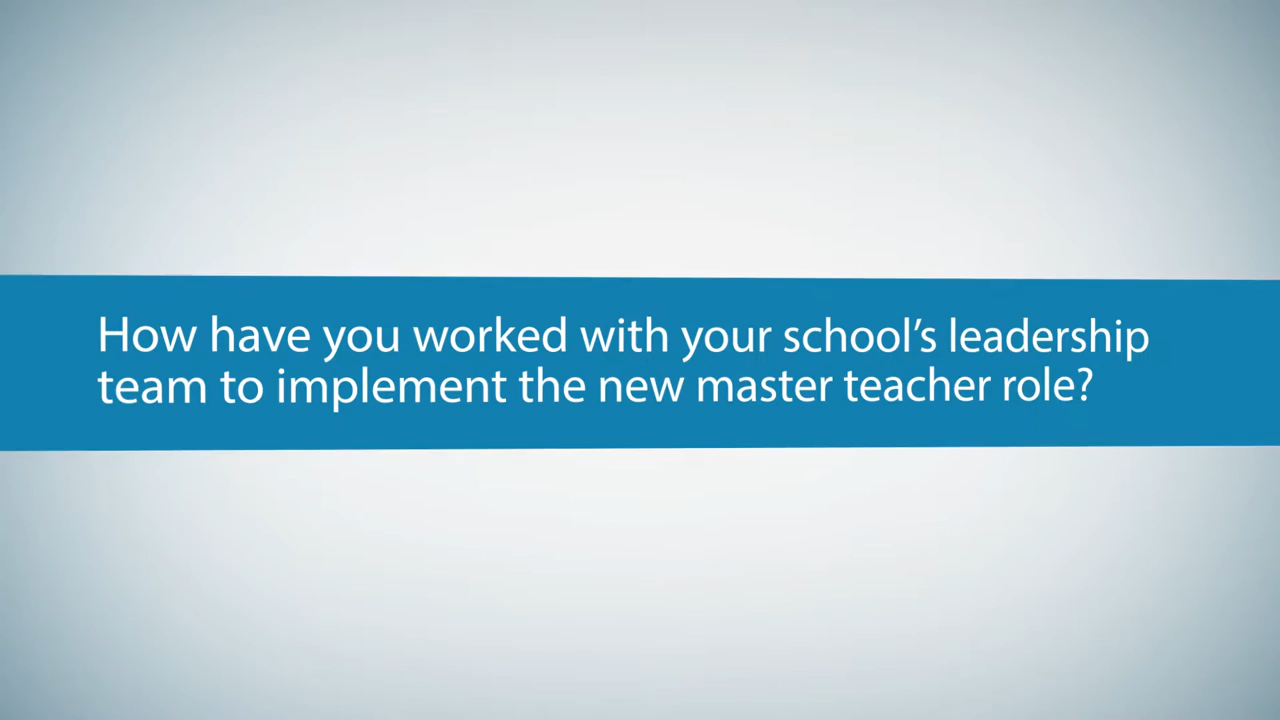 How have you worked with your school’s leadership
team to implement the new master teacher role?